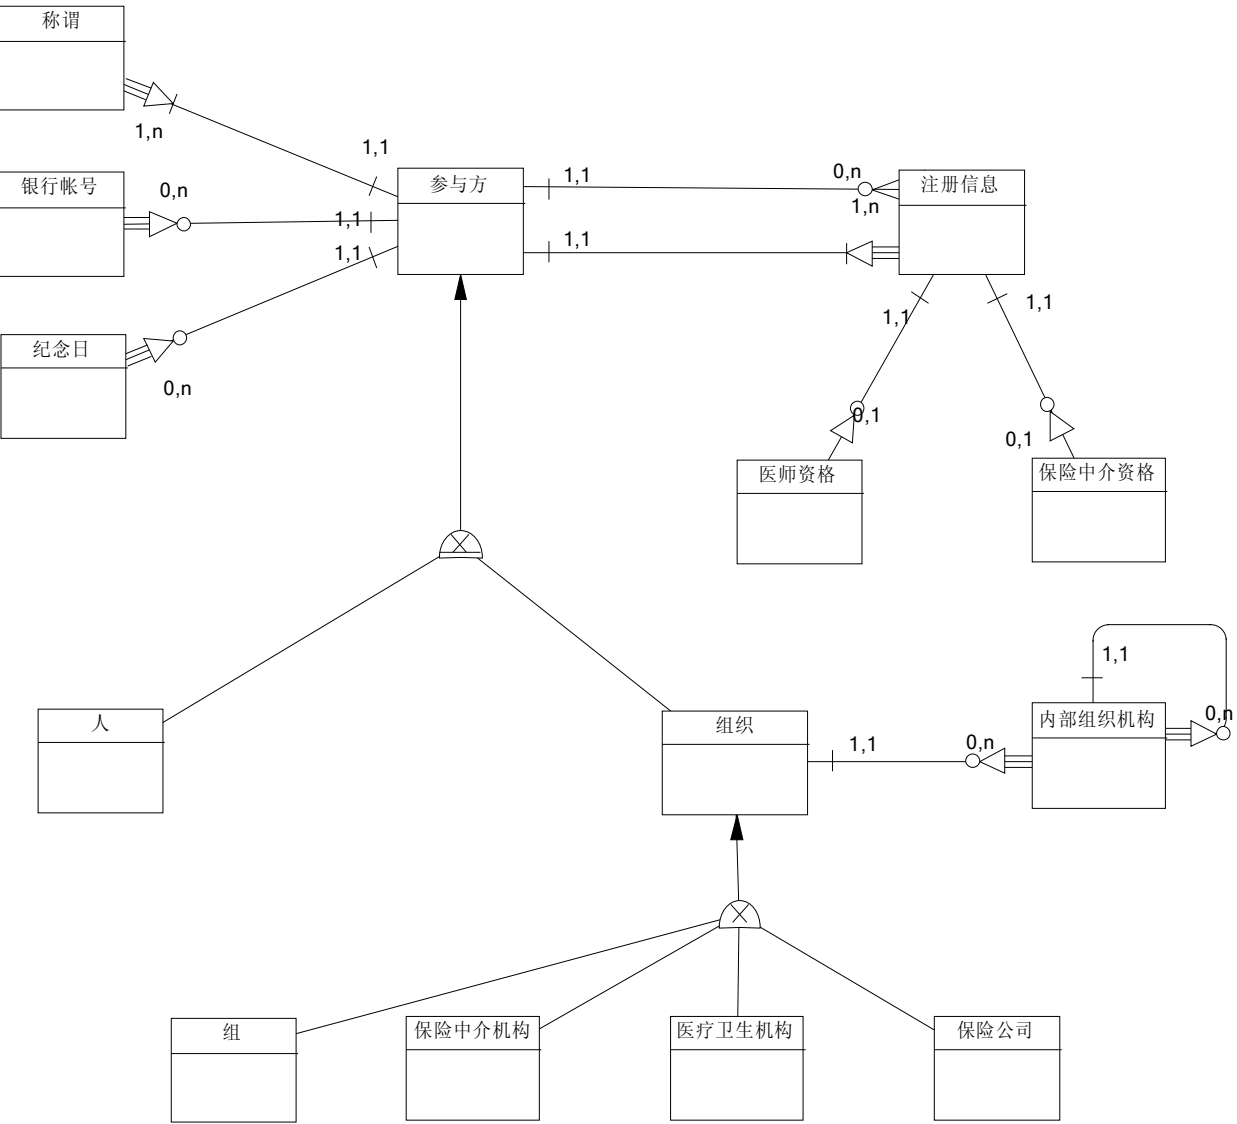 称谓
1,n
1,1
银行帐号
0,n
1,1
纪念日
1,1
0,n
参与方
1,1
0,n
1,n
注册信息
1,1
1,1
1,1
0,1
0,1
医师资格
保险中介资格
人
组织
1,1
0,n
内部组织机构
1,1
0,n
组
保险中介机构
医疗卫生机构
保险公司